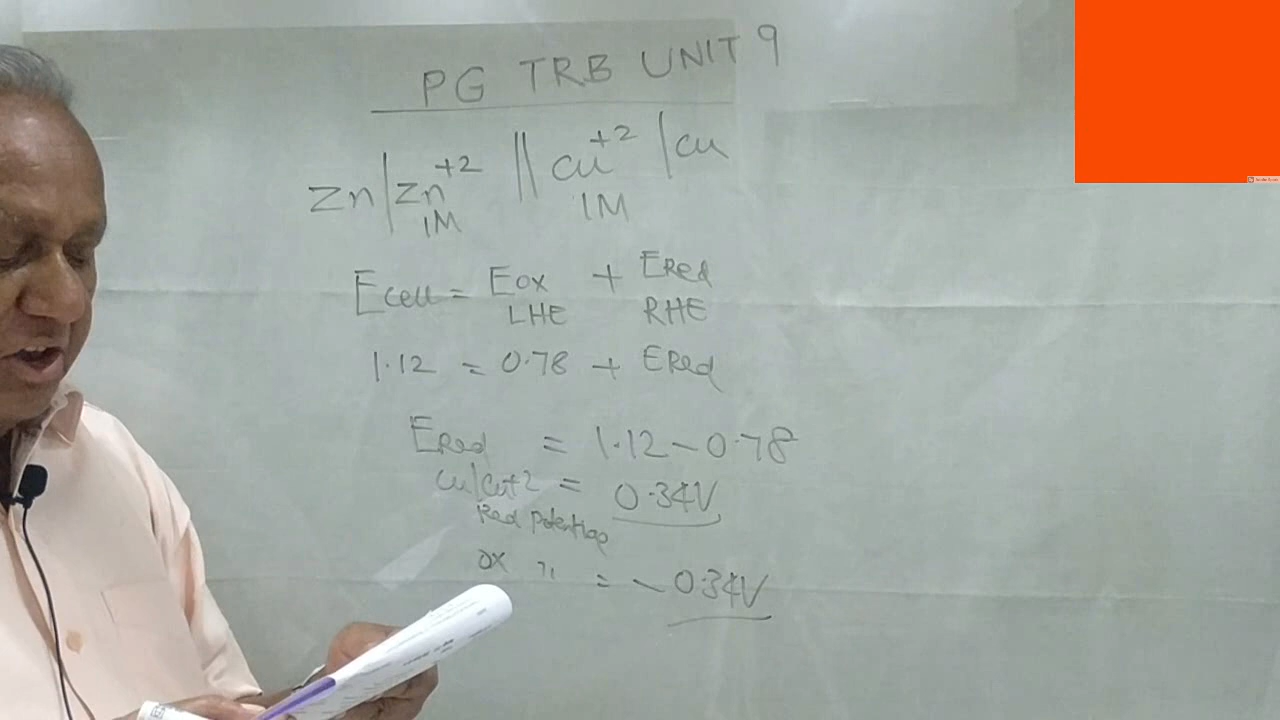 PG TRB UNIT 9
Zn|Zn+2 || Cu+2 |Cu
1M 1M
Ecell = Eox + ERed
LHE RHE
1.12 = 0.78 + ERed
ERed = 1.12 - 0.78
Cu/Cu+2 = 0.34V
Red Potential
OX " = - 0.34V